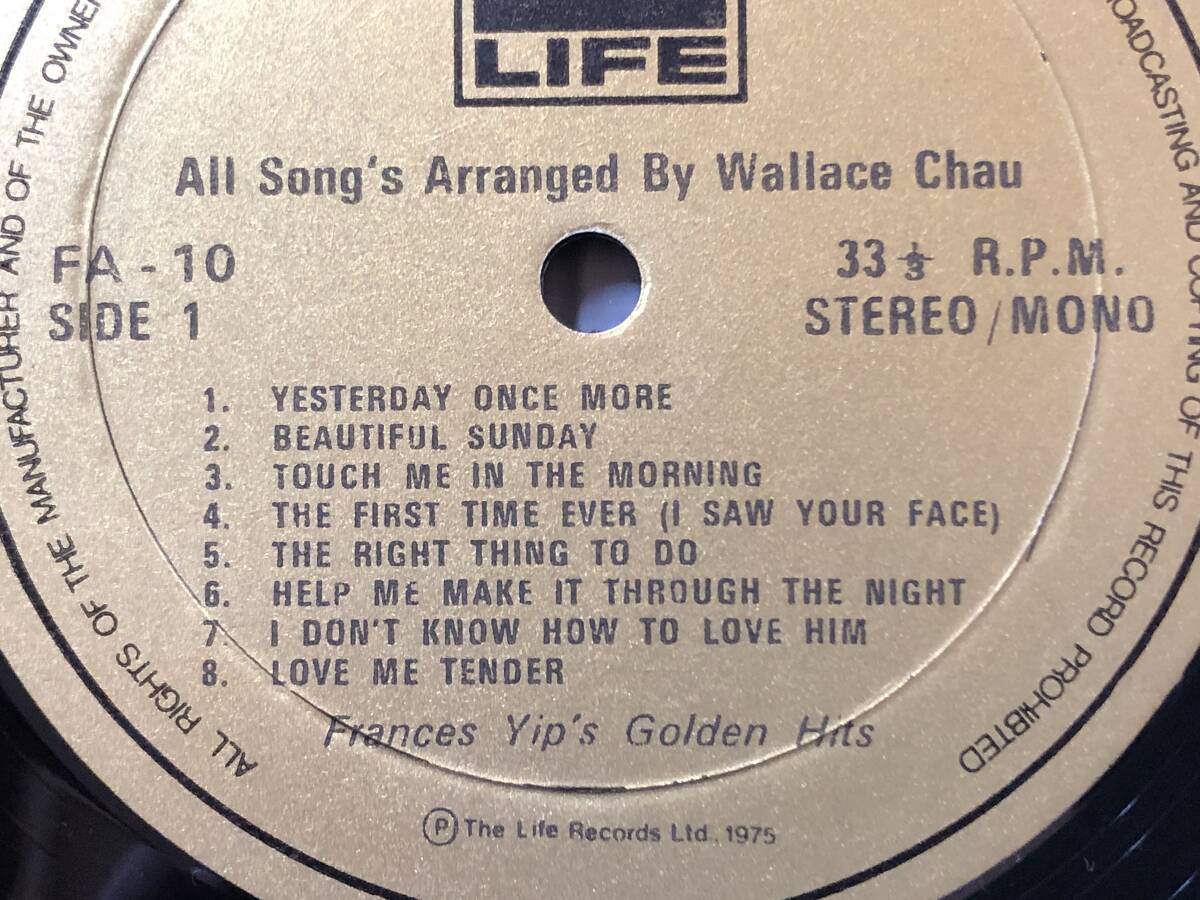 LIFE
All Song's Arranged By Wallace Chau
FA - 10
SIDE 1
33 1/3 R.P.M.
STEREO / MONO
1. YESTERDAY ONCE MORE
2. BEAUTIFUL SUNDAY
3. TOUCH ME IN THE MORNING
4. THE FIRST TIME EVER (I SAW YOUR FACE)
5. THE RIGHT THING TO DO
6. HELP ME MAKE IT THROUGH THE NIGHT
7. I DON'T KNOW HOW TO LOVE HIM
8. LOVE ME TENDER
Frances Yip's Golden Hits
Ⓟ The Life Records Ltd. 1975
ALL RIGHTS OF THE MANUFACTURER AND OF THE
AND COPYING OF THIS RECORD PROHIBTED